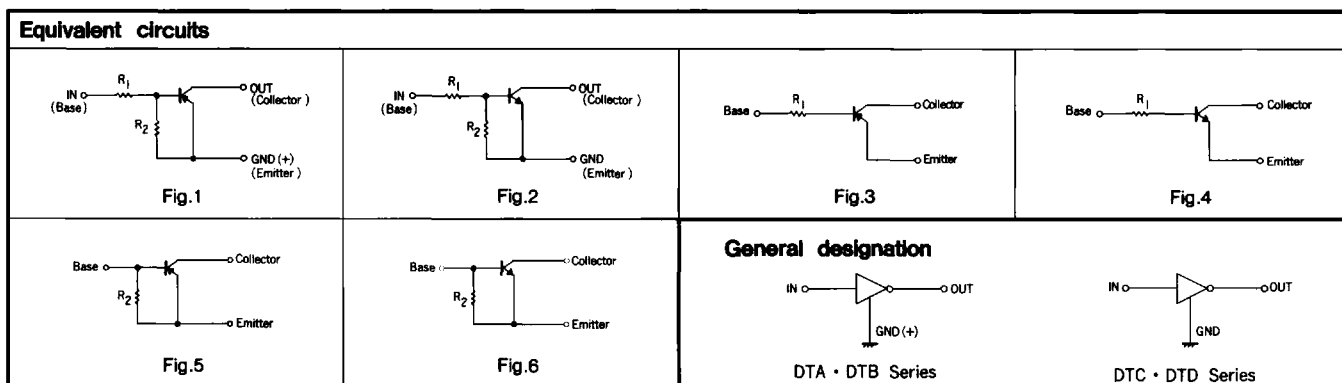 Equivalent circuits
R1
IN
(Base)
R2
OUT
(Collector)
GND(+)
(Emitter)
Fig.1
R1
IN
(Base)
R2
OUT
(Collector)
GND
(Emitter)
Fig.2
R1
Base
Collector
Emitter
Fig.3
R1
Base
Collector
Emitter
Fig.4
Base
R2
Collector
Emitter
Fig.5
Base
R2
Collector
Emitter
Fig.6
General designation
IN
OUT
GND(+)
DTA・DTB Series
IN
OUT
GND
DTC・DTD Series